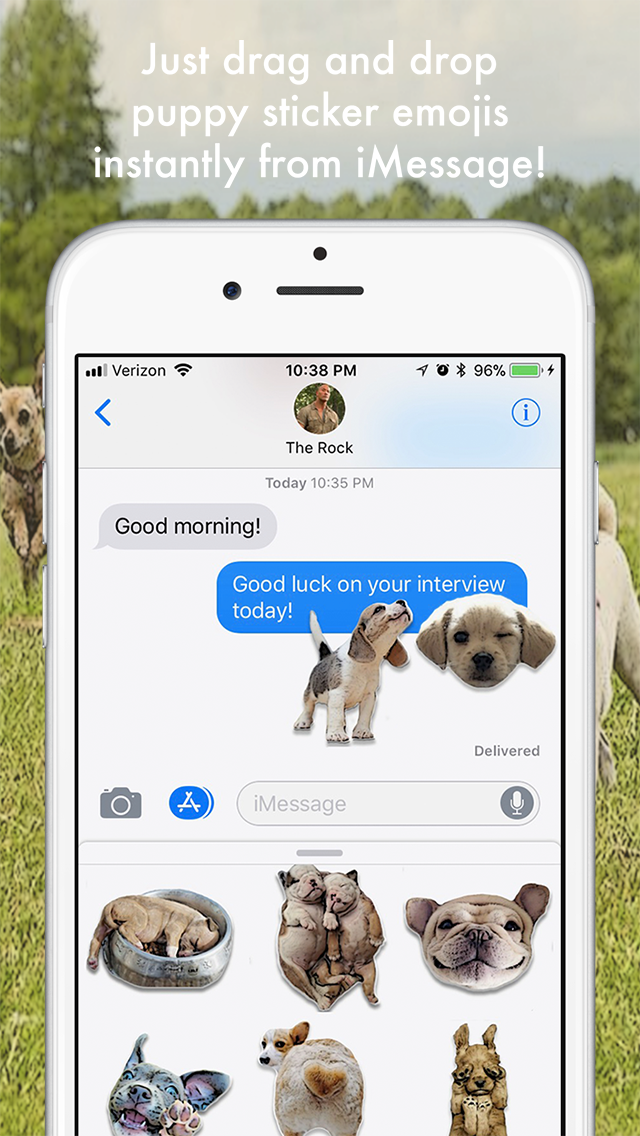 Just drag and drop
puppy sticker emojis
instantly from iMessage!
Verizon 10:38 PM 96%
The Rock
Today 10:35 PM
Good morning!
Good luck on your interview
today!
Delivered
iMessage